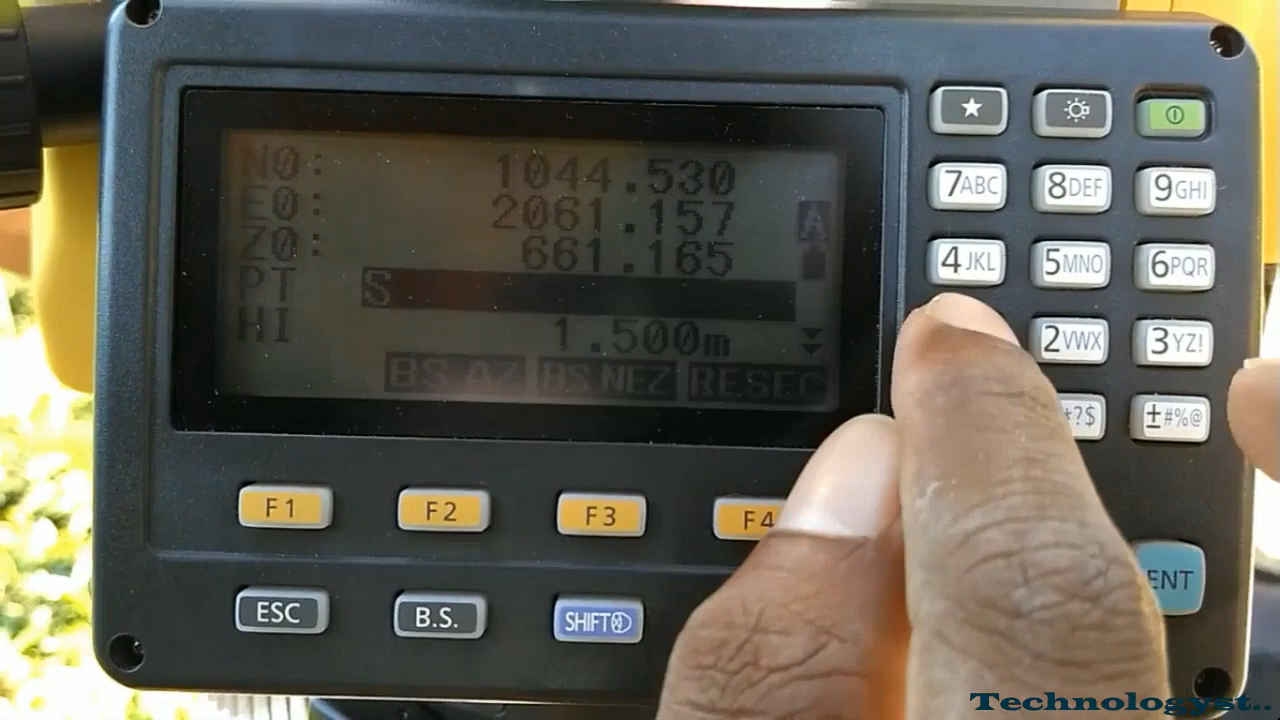 N0: 1044.530
E0: 2061.157
Z0: 661.165
A
PT S
HI 1.500m
BS AZ BS NEZ RESEC
★
7ABC 8DEF 9GHI
4JKL 5MNO 6PQR
2VWX 3YZ!
*?$ ±#%@
F1 F2 F3 F4
ENT
ESC B.S. SHIFT
Technologyst..